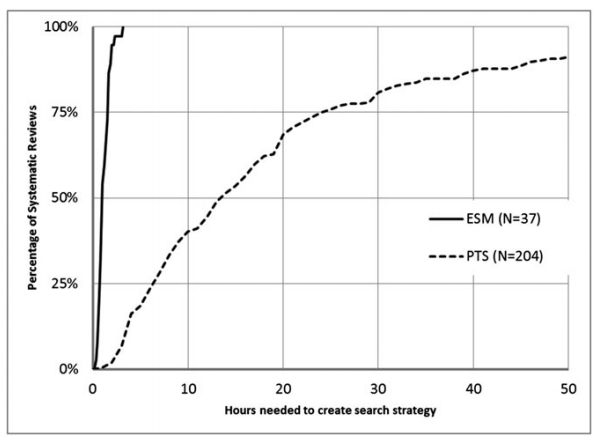 100%
75%
50%
25%
0%
Percentage of Systematic Reviews
ESM (N=37)
PTS (N=204)
0 10 20 30 40 50
Hours needed to create search strategy